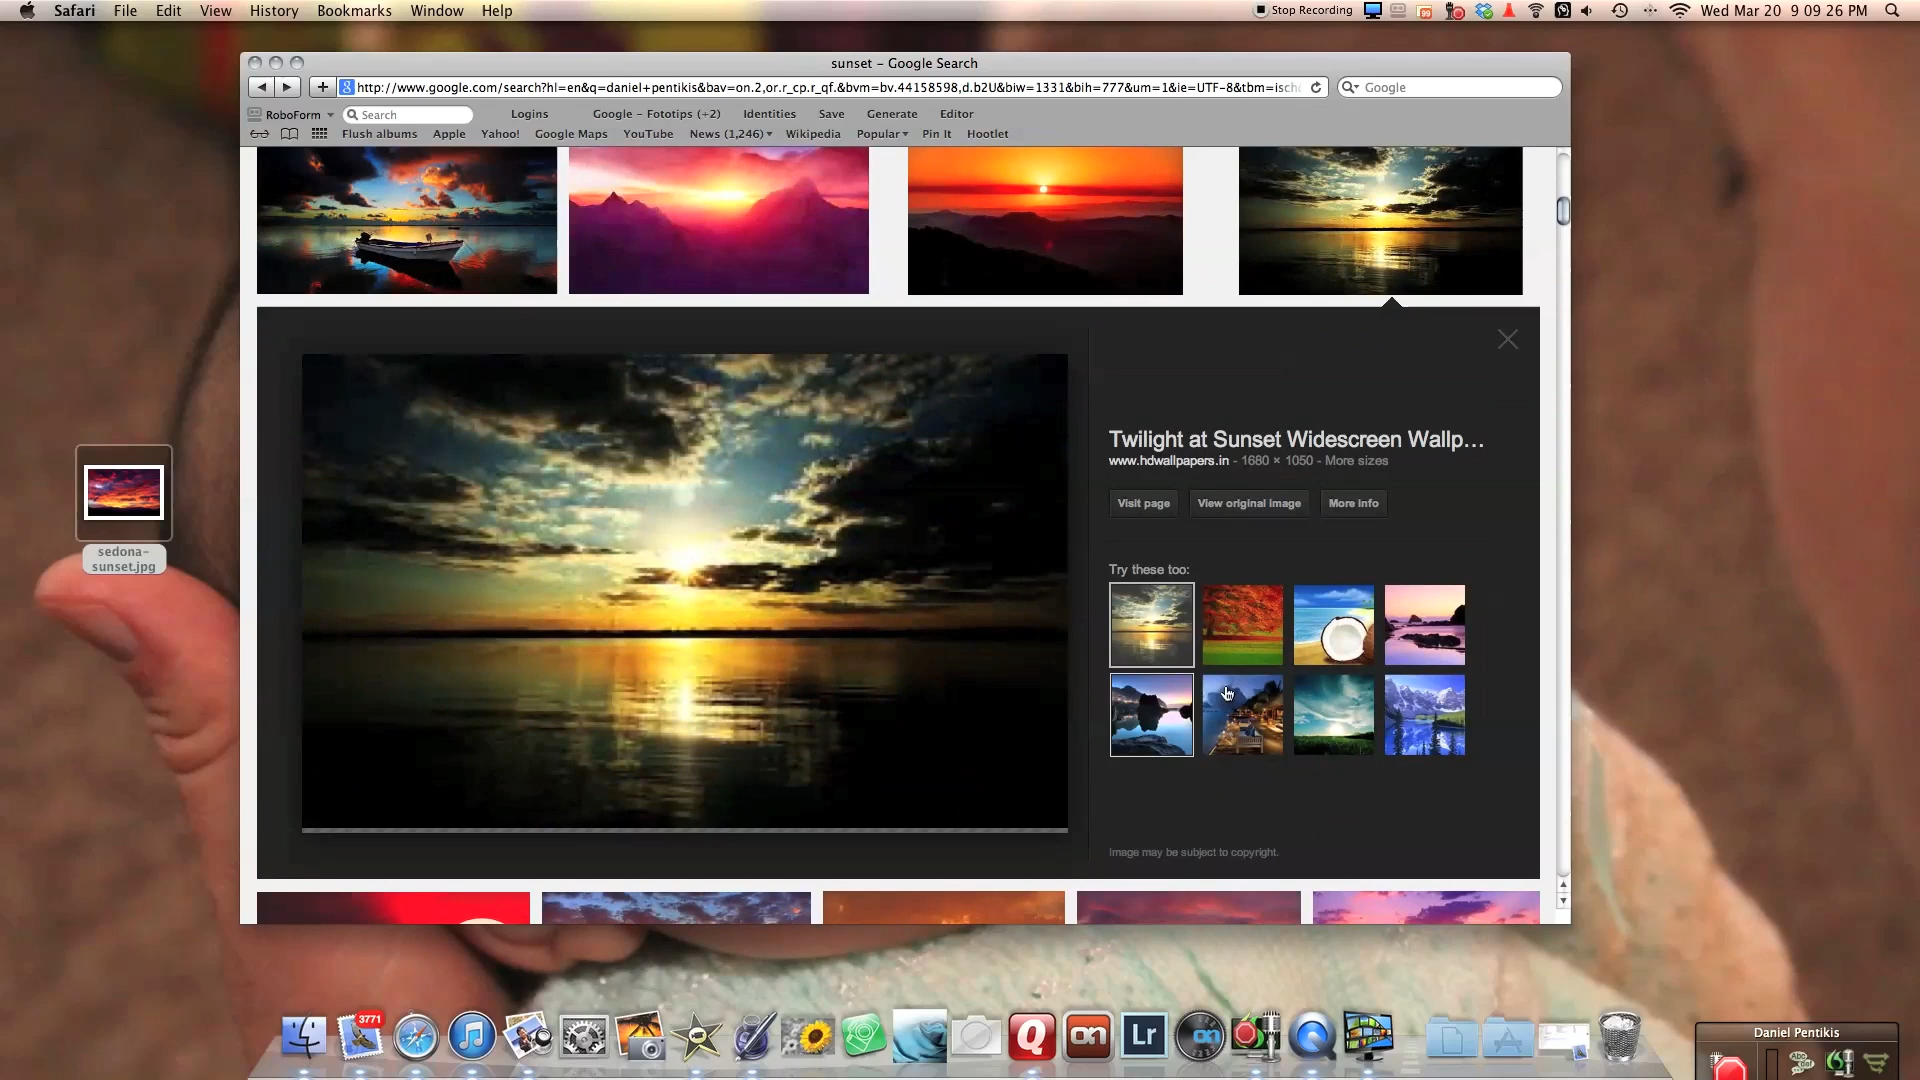 Safari File Edit View History Bookmarks Window Help
Stop Recording 99 Wed Mar 20 9 09 26 PM
sunset – Google Search
http://www.google.com/search?hl=en&q=daniel+pentikis&bav=on.2,or.r_cp.r_qf.&bvm=bv.44158598,d.b2U&biw=1331&bih=777&um=1&ie=UTF-8&tbm=isch
Google
RoboForm Search Logins Google – Fototips (+2) Identities Save Generate Editor
Flush albums Apple Yahoo! Google Maps YouTube News (1,246) Wikipedia Popular Pin It Hootlet
Twilight at Sunset Widescreen Wallp...
www.hdwallpapers.in - 1680 × 1050 - More sizes
Visit page View original image More info
sedona-
sunset.jpg
Try these too:
Image may be subject to copyright.
3771
Q on Lr on
Daniel Pentikis